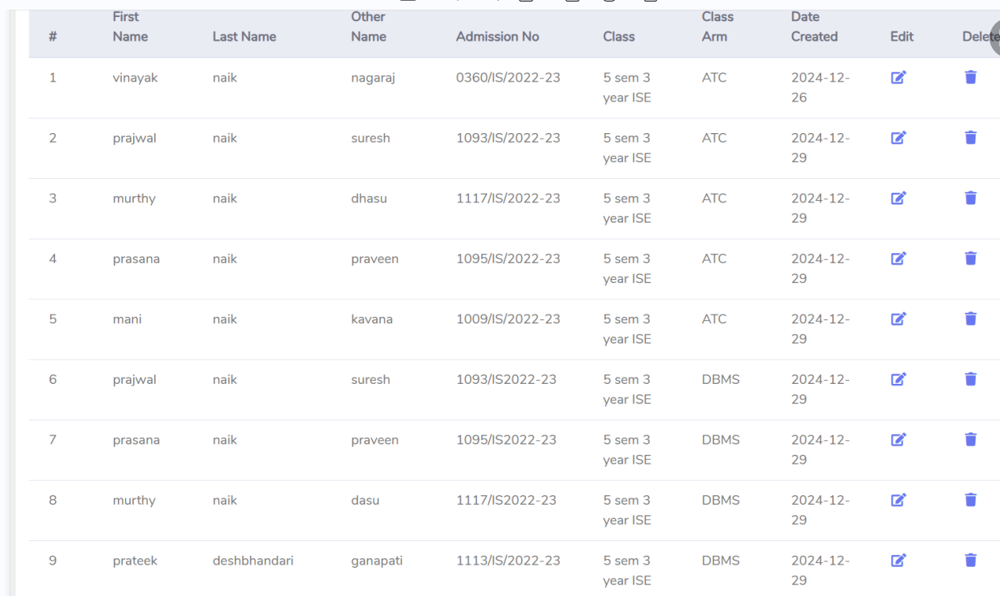 # First Name Last Name Other Name Admission No Class Class Arm Date Created Edit Delete
1 vinayak naik nagaraj 0360/IS/2022-23 5 sem 3 year ISE ATC 2024-12-26
2 prajwal naik suresh 1093/IS/2022-23 5 sem 3 year ISE ATC 2024-12-29
3 murthy naik dhasu 1117/IS/2022-23 5 sem 3 year ISE ATC 2024-12-29
4 prasana naik praveen 1095/IS/2022-23 5 sem 3 year ISE ATC 2024-12-29
5 mani naik kavana 1009/IS/2022-23 5 sem 3 year ISE ATC 2024-12-29
6 prajwal naik suresh 1093/IS2022-23 5 sem 3 year ISE DBMS 2024-12-29
7 prasana naik praveen 1095/IS2022-23 5 sem 3 year ISE DBMS 2024-12-29
8 murthy naik dasu 1117/IS2022-23 5 sem 3 year ISE DBMS 2024-12-29
9 prateek deshbhandari ganapati 1113/IS/2022-23 5 sem 3 year ISE DBMS 2024-12-29